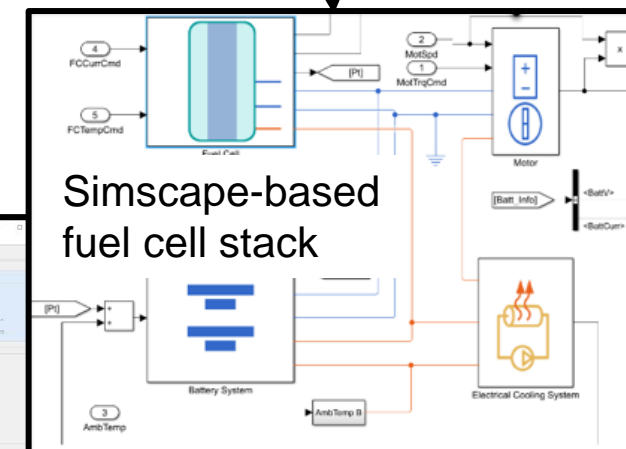 4
FCCurrCmd
5
FCTempCmd
Fuel Cell
[Pt]
2
MotSpd
1
MotTrqCmd
+
-
Motor
x
[Batt_Info]
<BattV>
<BattCurr>
Simscape-based
fuel cell stack
[Pt]
+
+
Battery System
3
AmbTemp
AmbTemp B
Electrical Cooling System